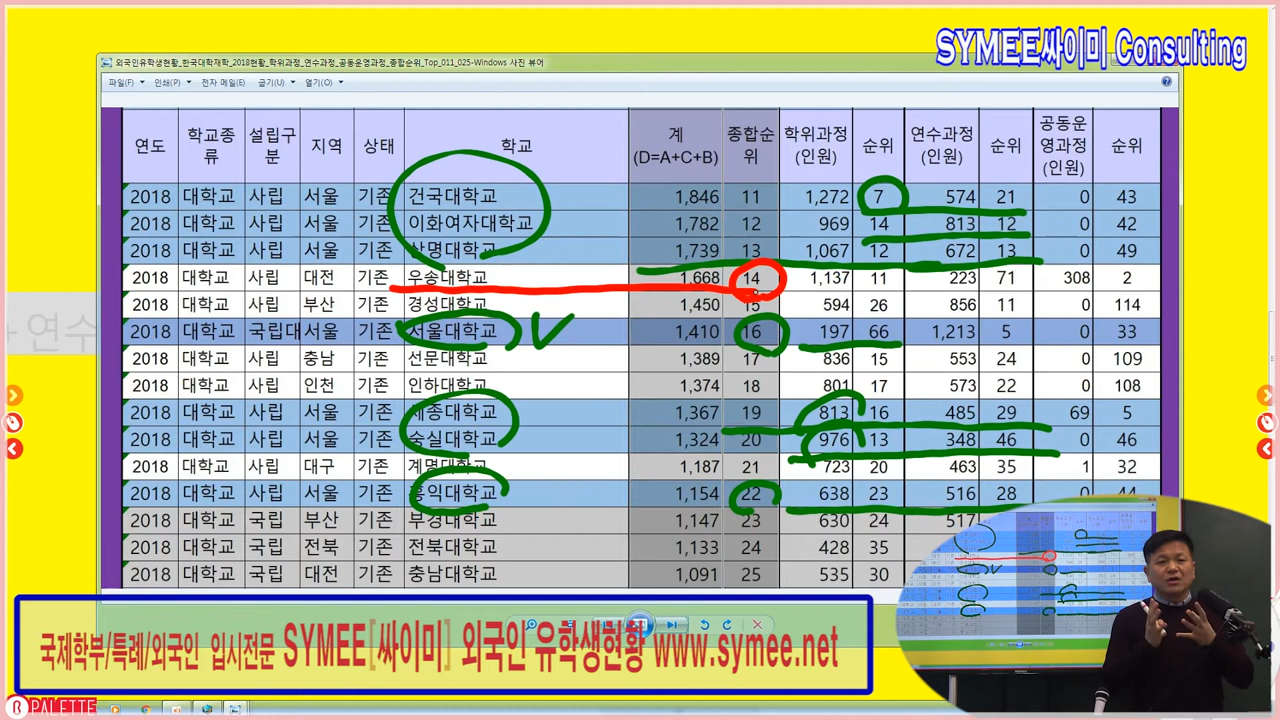 SYMEE싸이미 Consulting
외국인유학생현황_한국대학재학_2018현황_학위과정_연수과정_공동운영과정_종합순위_Top_011_025-Windows 사진 뷰어
파일(F) 인쇄(P) 전자 메일(E) 굽기(U) 열기(O)
연도 학교종류 설립구분 지역 상태 학교 계 (D=A+C+B) 종합순위 학위과정 (인원) 순위 연수과정 (인원) 순위 공동운영과정 (인원) 순위
2018 대학교 사립 서울 기존 건국대학교 1,846 11 1,272 7 574 21 0 43
2018 대학교 사립 서울 기존 이화여자대학교 1,782 12 969 14 813 12 0 42
2018 대학교 사립 서울 기존 상명대학교 1,739 13 1,067 12 672 13 0 49
2018 대학교 사립 대전 기존 우송대학교 1,668 14 1,137 11 223 71 308 2
2018 대학교 사립 부산 기존 경성대학교 1,450 15 594 26 856 11 0 114
2018 대학교 국립대 서울 기존 서울대학교 1,410 16 197 66 1,213 5 0 33
2018 대학교 사립 충남 기존 선문대학교 1,389 17 836 15 553 24 0 109
2018 대학교 사립 인천 기존 인하대학교 1,374 18 801 17 573 22 0 108
2018 대학교 사립 서울 기존 세종대학교 1,367 19 813 16 485 29 69 5
2018 대학교 사립 서울 기존 숭실대학교 1,324 20 976 13 348 46 0 46
2018 대학교 사립 대구 기존 계명대학교 1,187 21 723 20 463 35 1 32
2018 대학교 사립 서울 기존 홍익대학교 1,154 22 638 23 516 28 0 44
2018 대학교 국립 부산 기존 부경대학교 1,147 23 630 24 517
2018 대학교 국립 전북 기존 전북대학교 1,133 24 428 35
2018 대학교 국립 대전 기존 충남대학교 1,091 25 535 30
국제학부/특례/외국인 입시전문 SYMEE[싸이미] 외국인 유학생현황 www.symee.net
PALETTE